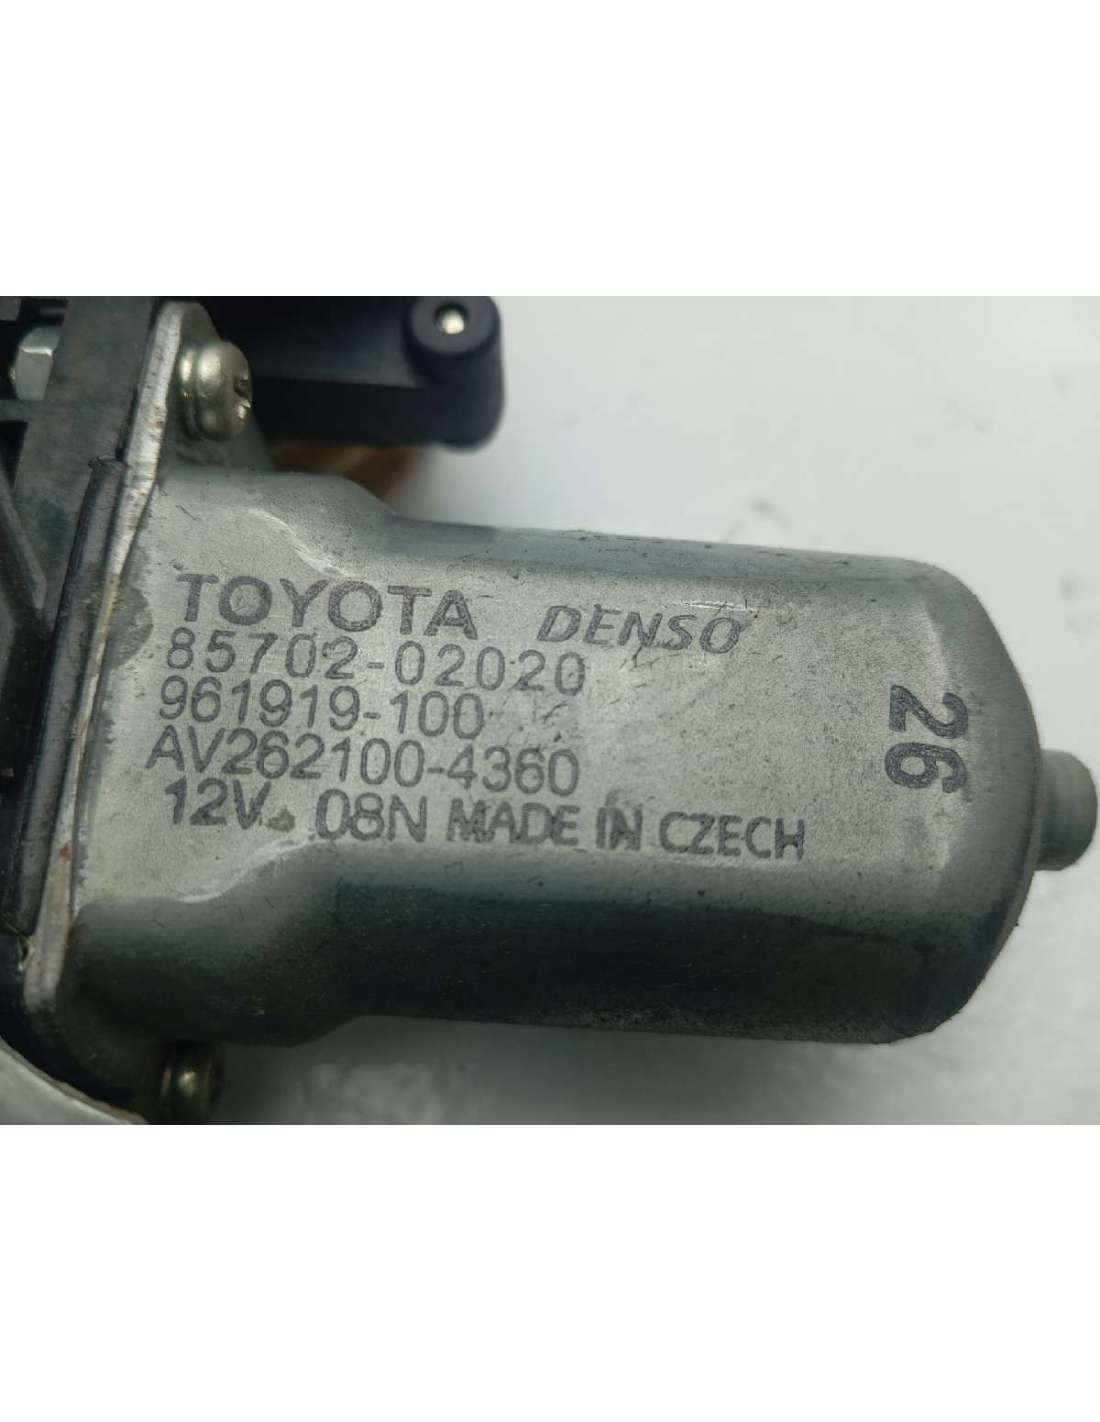 TOYOTA DENSO
85702-02020
961919-100
AV262100-4360
12V 08N MADE IN CZECH
26